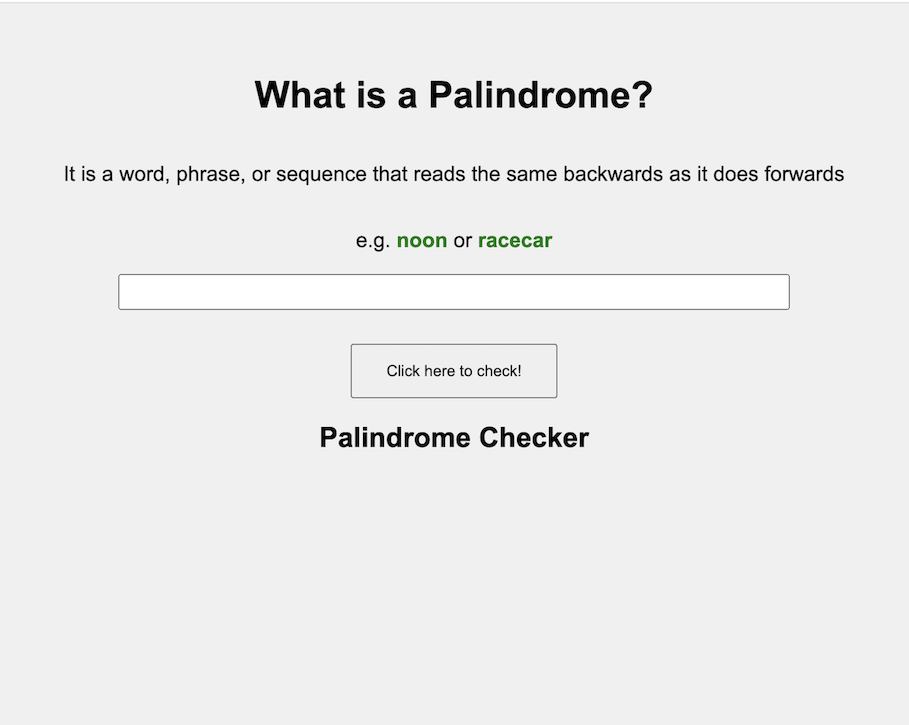 What is a Palindrome?
It is a word, phrase, or sequence that reads the same backwards as it does forwards
e.g. noon or racecar
Click here to check!
Palindrome Checker